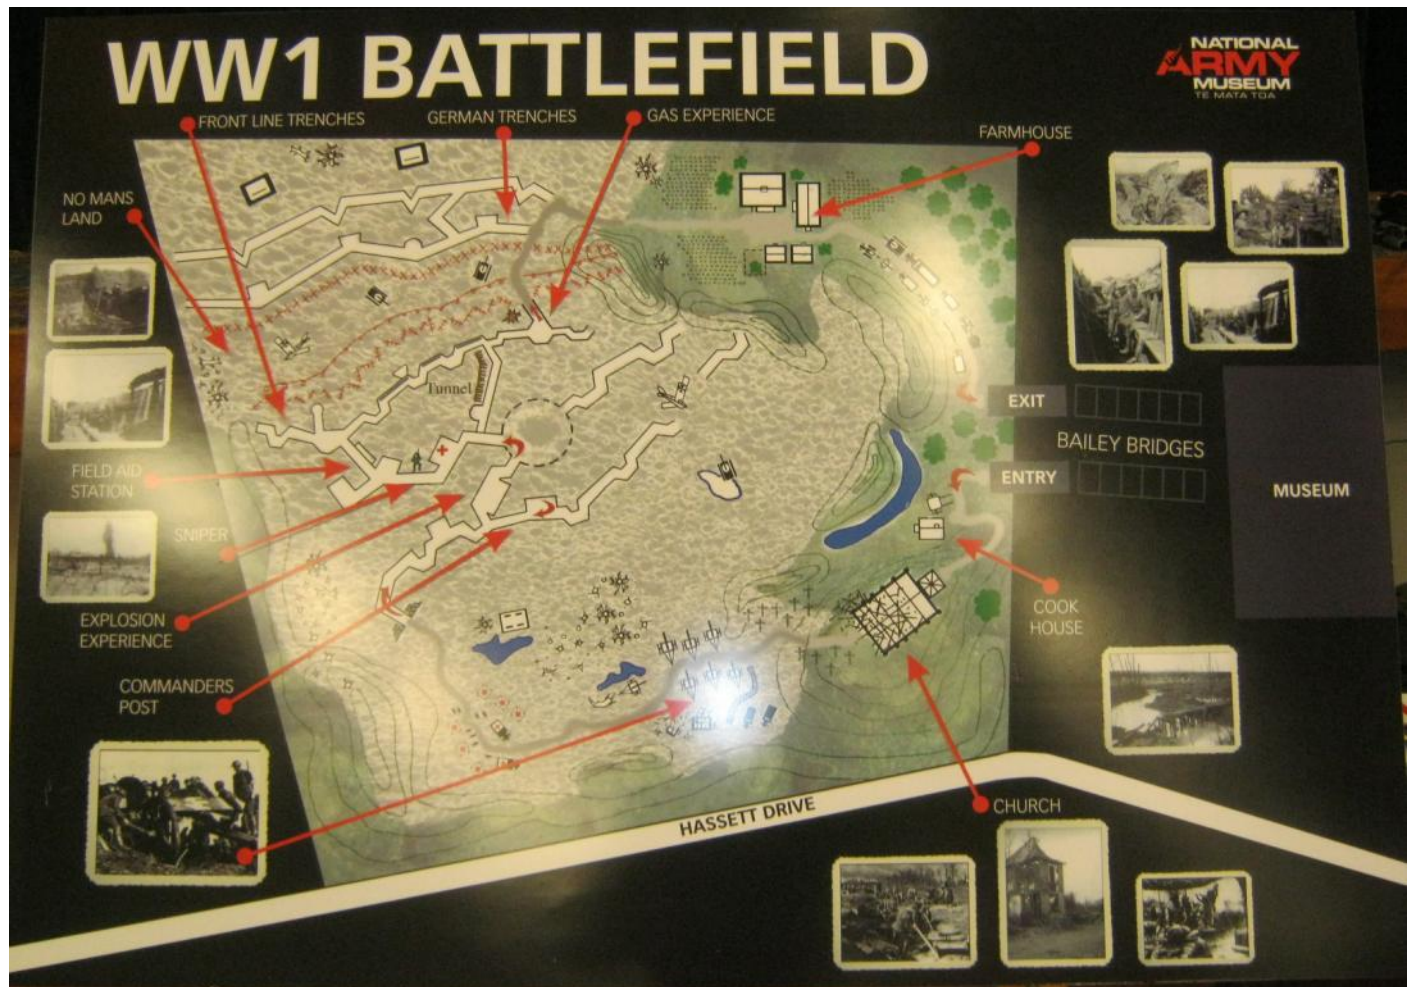 WW1 BATTLEFIELD
NATIONAL
ARMY
MUSEUM
TE MATA TOA
FRONT LINE TRENCHES
GERMAN TRENCHES
GAS EXPERIENCE
FARMHOUSE
NO MANS
LAND
Tunnel
EXIT
BAILEY BRIDGES
ENTRY
MUSEUM
FIELD AID
STATION
SNIPER
EXPLOSION
EXPERIENCE
COOK
HOUSE
COMMANDERS
POST
CHURCH
HASSETT DRIVE